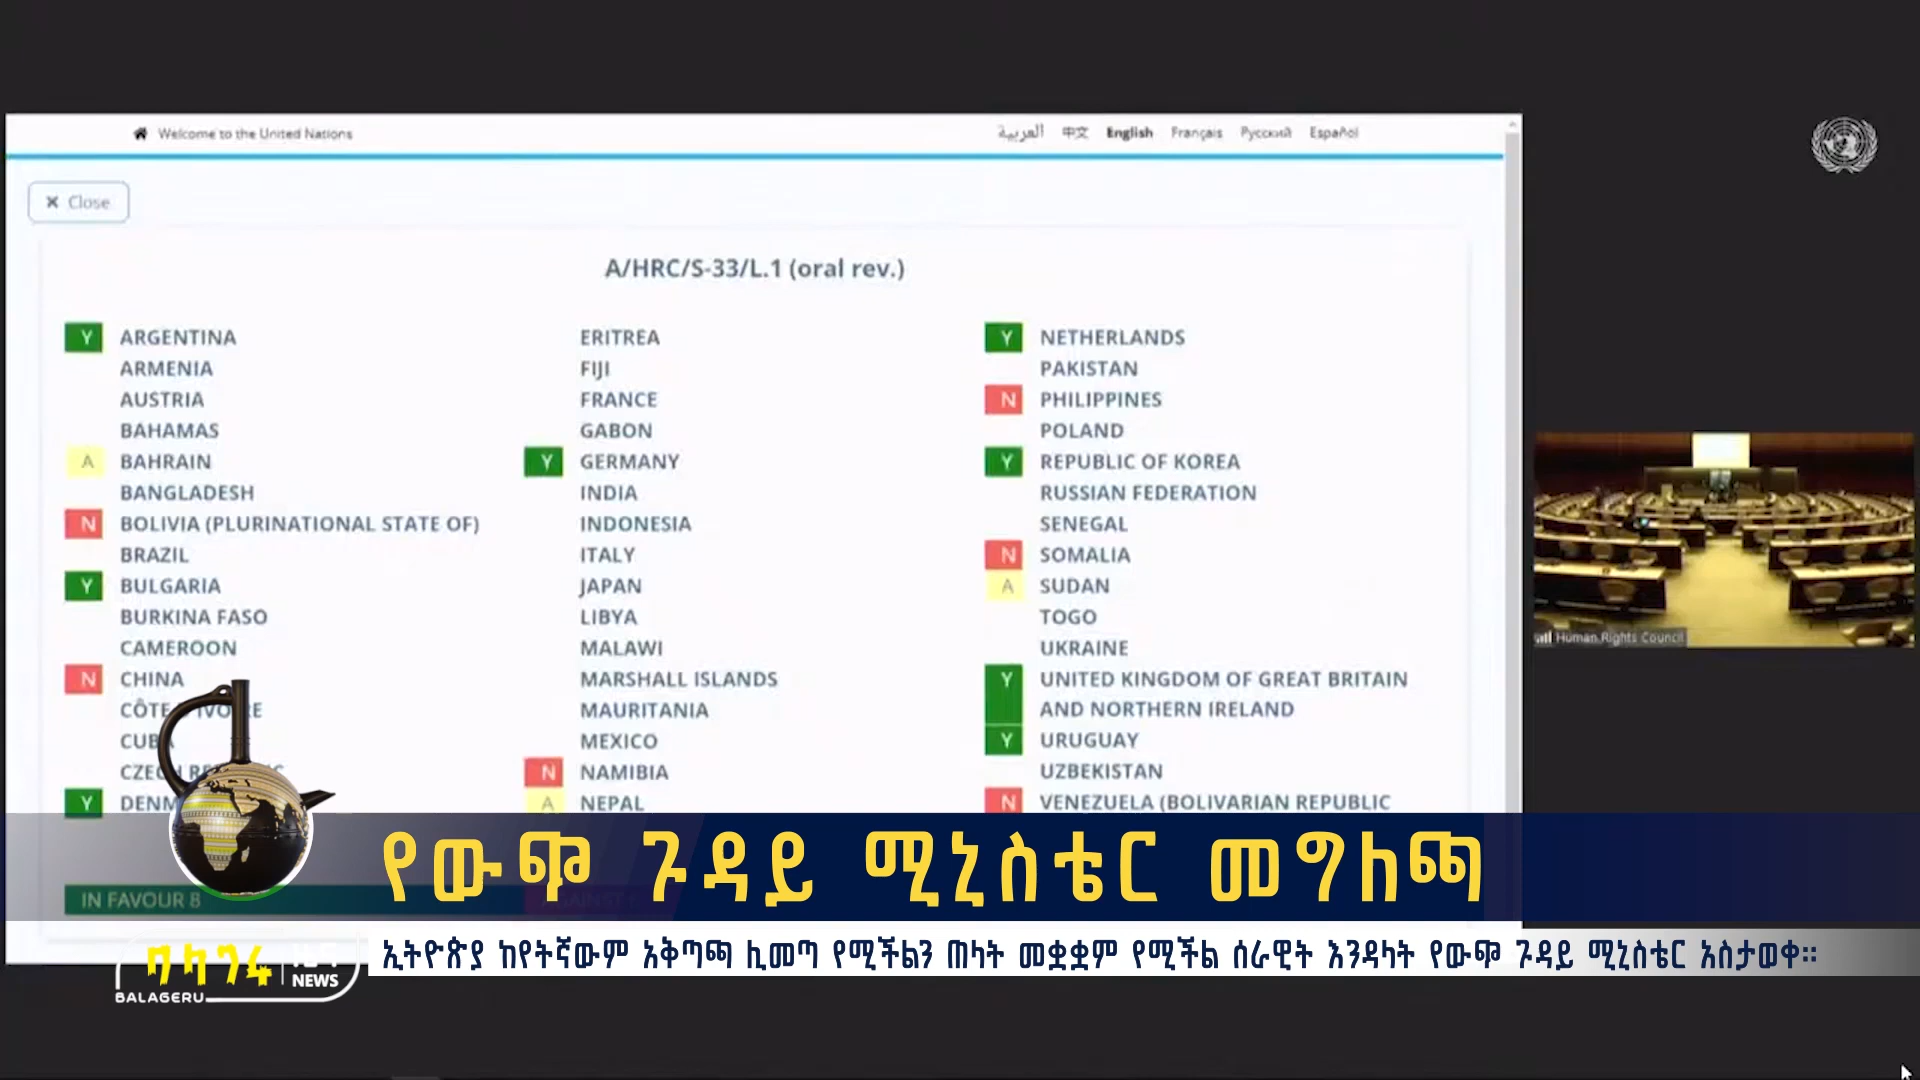 Welcome to the United Nations
العربية 中文 English Français Русский Español
Close
A/HRC/S-33/L.1 (oral rev.)
Y ARGENTINA
ARMENIA
AUSTRIA
BAHAMAS
A BAHRAIN
BANGLADESH
N BOLIVIA (PLURINATIONAL STATE OF)
BRAZIL
Y BULGARIA
BURKINA FASO
CAMEROON
N CHINA
Y
ERITREA
FIJI
FRANCE
GABON
Y GERMANY
INDIA
INDONESIA
ITALY
JAPAN
LIBYA
MALAWI
MARSHALL ISLANDS
MAURITANIA
MEXICO
N NAMIBIA
A NEPAL
Y NETHERLANDS
PAKISTAN
N PHILIPPINES
POLAND
Y REPUBLIC OF KOREA
RUSSIAN FEDERATION
SENEGAL
N SOMALIA
A SUDAN
TOGO
UKRAINE
Y UNITED KINGDOM OF GREAT BRITAIN
AND NORTHERN IRELAND
Y URUGUAY
UZBEKISTAN
N VENEZUELA (BOLIVARIAN REPUBLIC
IN FAVOUR 8
Human Rights Council
የውጭ ጉዳይ ሚኒስቴር መግለጫ
ኢትዮጵያ ከየትኛውም አቅጣጫ ሊመጣ የሚችልን ጠላት መቋቋም የሚችል ሰራዊት እንዳላት የውጭ ጉዳይ ሚኒስቴር አስታወቀ።
ባላገሩ
NEWS
BALAGERU